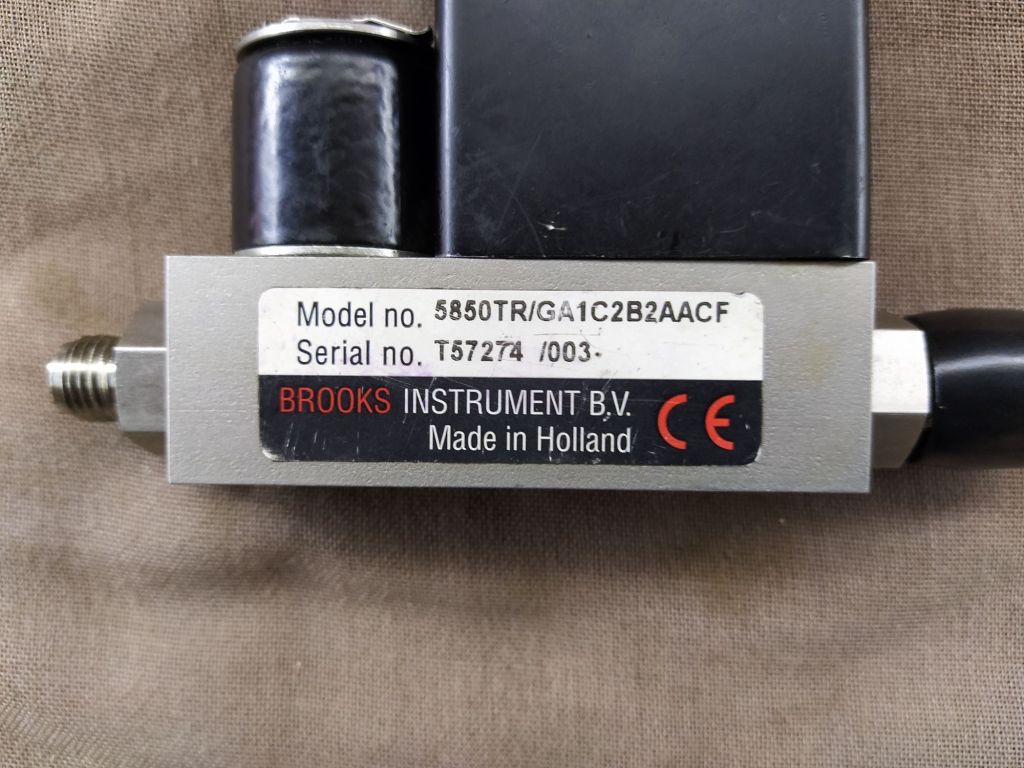 Model no. 5850TR/GA1C2B2AACF
Serial no. T57274 /003-
BROOKS INSTRUMENT B.V.
Made in Holland
CE